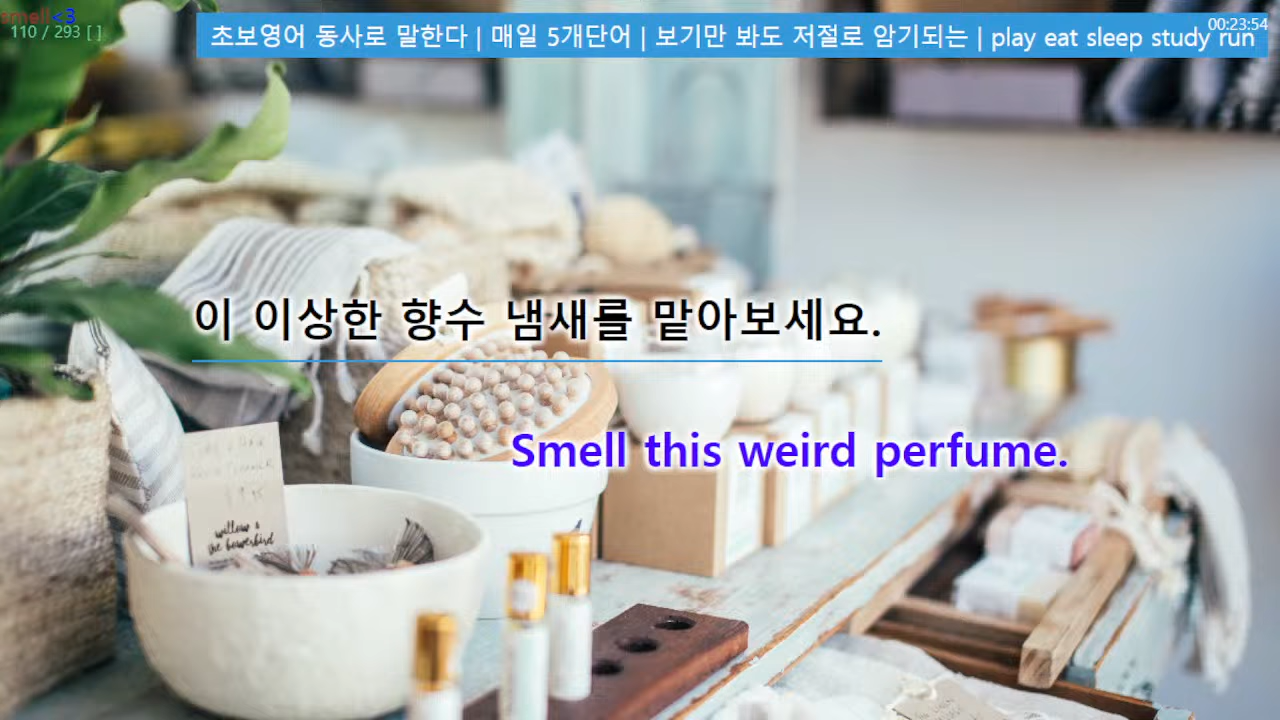 smell<3
110 / 293 [ ]
초보영어 동사로 말한다 | 매일 5개단어 | 보기만 봐도 저절로 암기되는 | play eat sleep study run
00:23:54
이 이상한 향수 냄새를 맡아보세요.
Smell this weird perfume.
willow &
the bowerbird